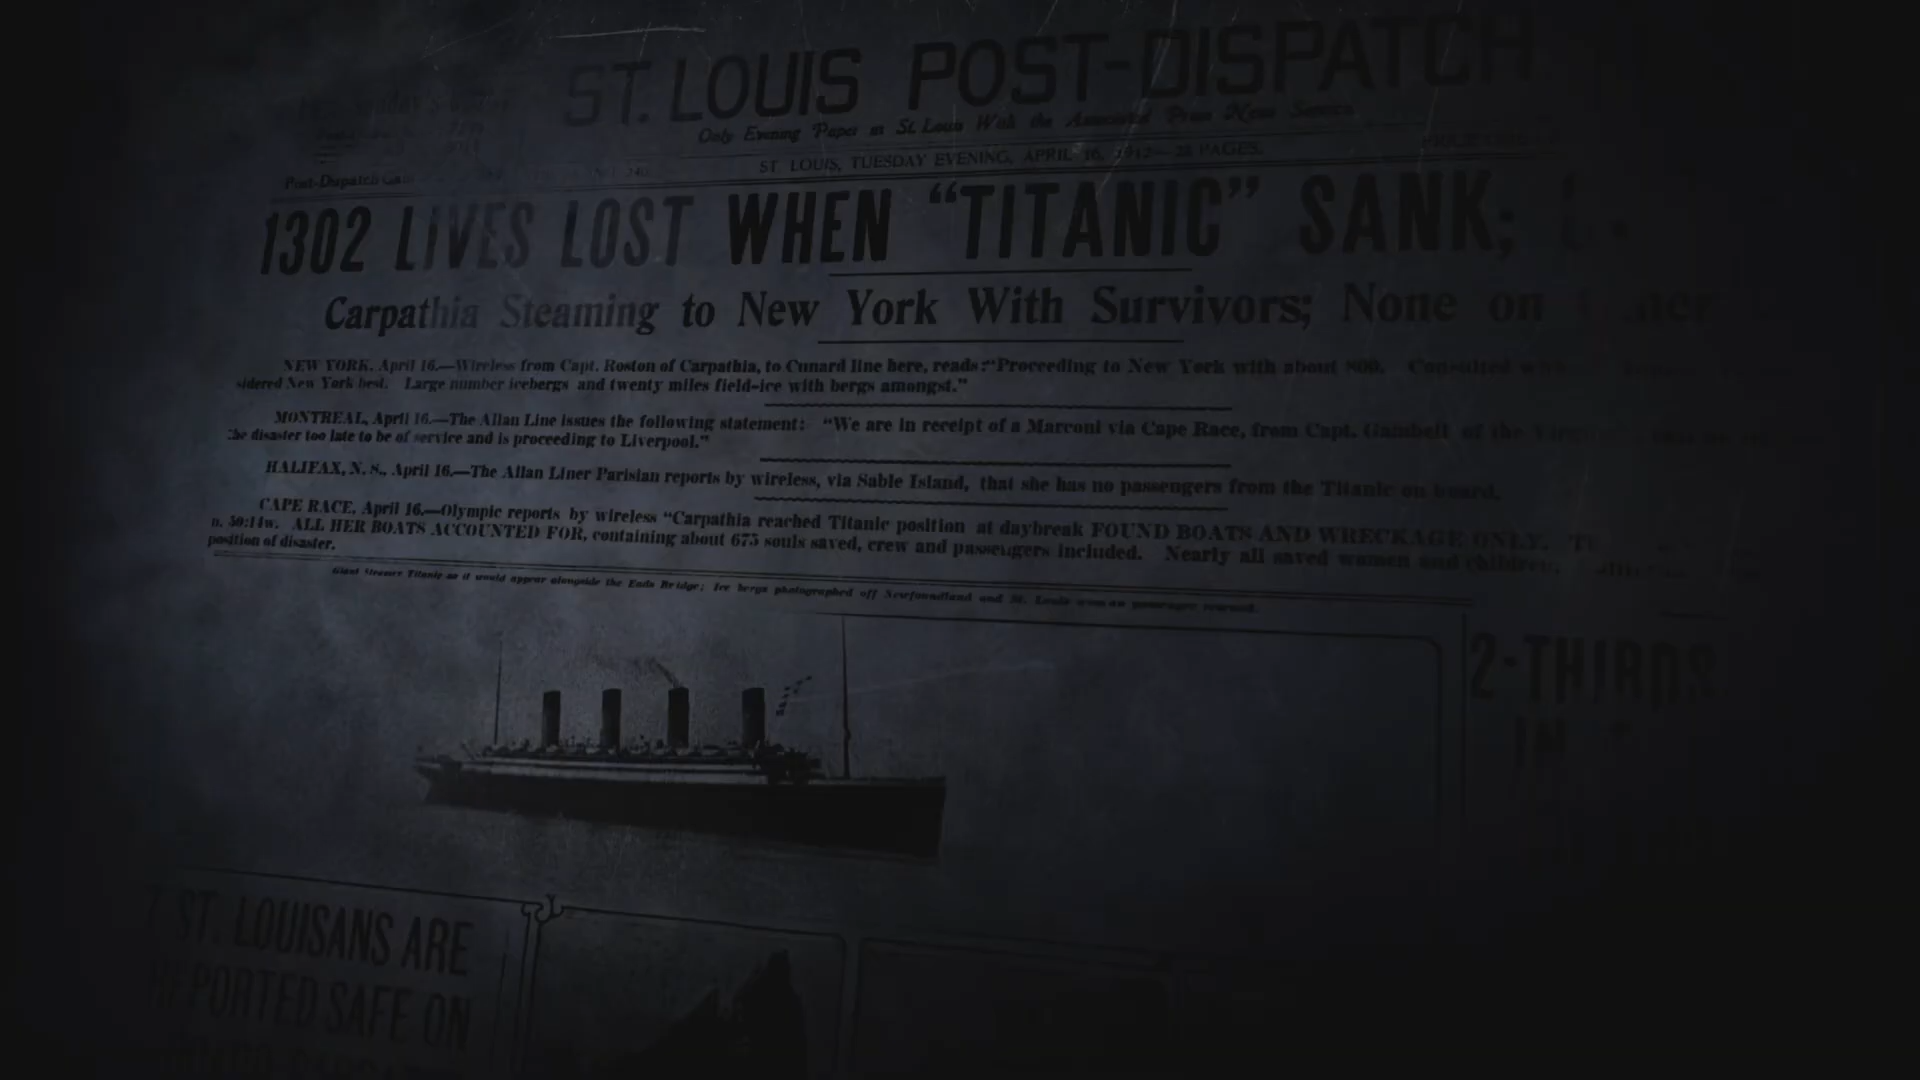 ST. LOUIS POST-DISPATCH
Only Evening Paper in St. Louis With the Associated Press News Service
Post-Dispatch
ST. LOUIS, TUESDAY EVENING, APRIL 16, 1912—28 PAGES.
1302 LIVES LOST WHEN “TITANIC” SANK;
Carpathia Steaming to New York With Survivors; None on
NEW YORK, April 16.—Wireless from Capt. Roston of Carpathia, to Cunard line here, reads: “Proceeding to New York with about 800. Consulted
sidered New York best. Large number icebergs and twenty miles field-ice with bergs amongst.”
MONTREAL, April 16.—The Allan Line issues the following statement: “We are in receipt of a Marconi via Cape Race, from Capt. Gambell of the
the disaster too late to be of service and is proceeding to Liverpool.”
HALIFAX, N. S., April 16.—The Allan Liner Parisian reports by wireless, via Sable Island, that she has no passengers from the Titanic on board.
CAPE RACE, April 16.—Olympic reports by wireless “Carpathia reached Titanic position at daybreak FOUND BOATS AND WRECKAGE ONLY.
n. 50:14w. ALL HER BOATS ACCOUNTED FOR, containing about 675 souls saved, crew and passengers included. Nearly all saved women and children.
position of disaster.
Giant Steamer Titanic as it would appear alongside the Eads Bridge; Ice bergs photographed off Newfoundland and St. Louis woman passenger rescued.
2-THIRDS
IN
ST. LOUISANS ARE
REPORTED SAFE ON